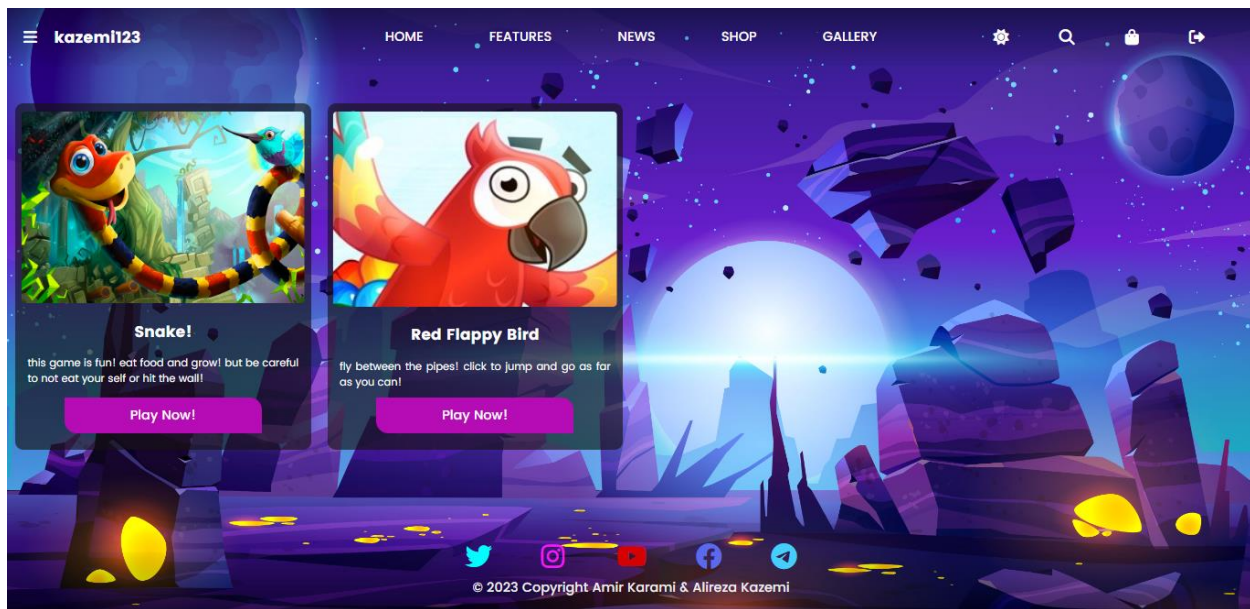 kazemi123
HOME
FEATURES
NEWS
SHOP
GALLERY
Snake!
this game is fun! eat food and grow! but be careful
to not eat your self or hit the wall!
Play Now!
Red Flappy Bird
fly between the pipes! click to jump and go as far
as you can!
Play Now!
© 2023 Copyright Amir Karami & Alireza Kazemi